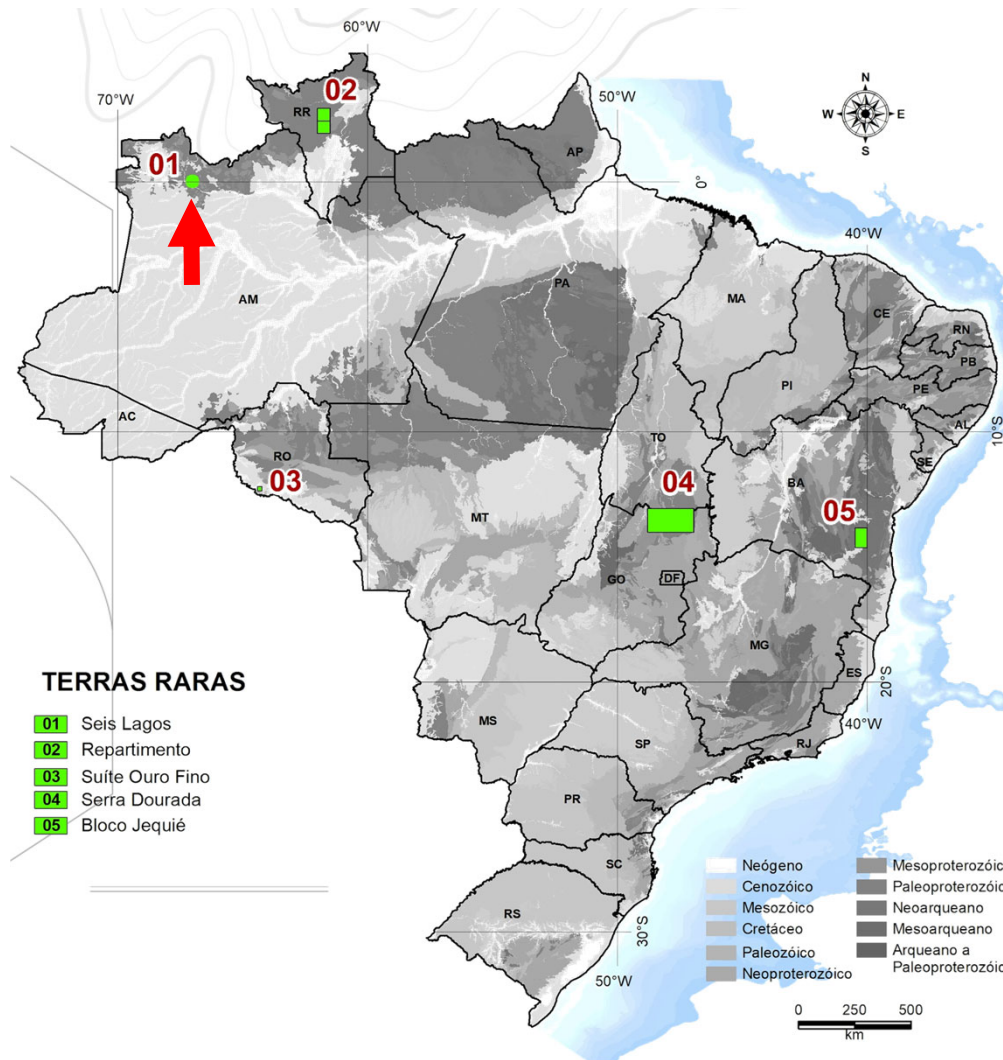 60°W
N
W E
S
70°W
02
50°W
RR
AP
01
0°
40°W
AM
PA
MA
CE
RN
PB
PI
PE
AC
AL
10°S
TO
SE
RO
04
BA
03
05
MT
GO
DF
MG
ES
20°S
TERRAS RARAS
40°W
01 Seis Lagos
MS
SP
RJ
02 Repartimento
03 Suíte Ouro Fino
04 Serra Dourada
PR
05 Bloco Jequié
SC
RS
30°S
50°W
Neógeno
Cenozóico
Mesozóico
Cretáceo
Paleozóico
Neoproterozóico
Mesoproterozóic
Paleoproterozóic
Neoarqueano
Mesoarqueano
Arqueano a
Paleoproterozóic
0 250 500
km